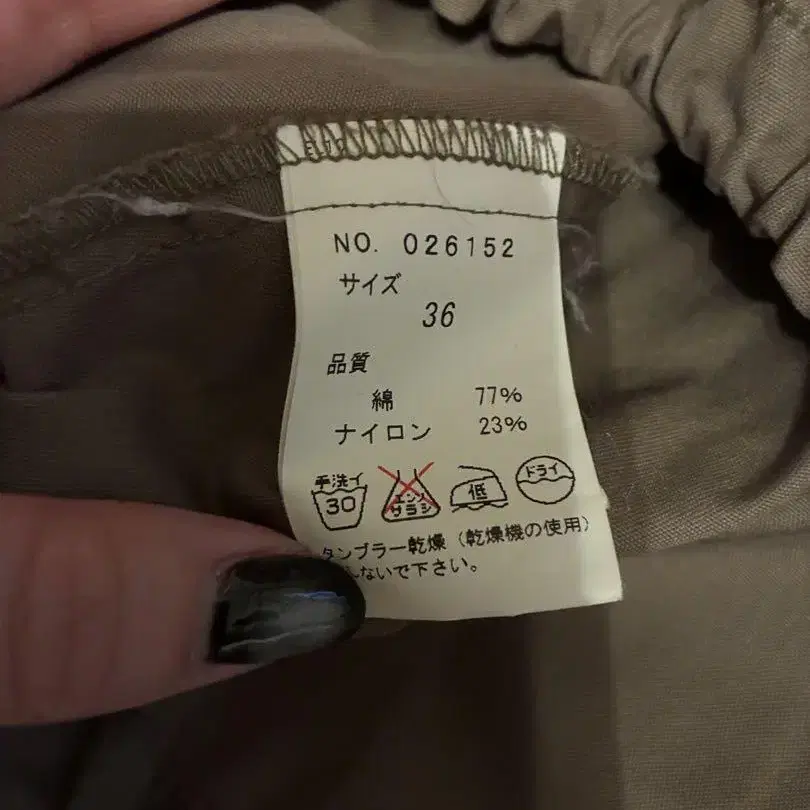 NO. 026152
サイズ
36
品質
綿 77%
ナイロン 23%
手洗イ
30
エンソ
サラシ
低
ドライ
タンブラー乾燥（乾燥機の使用）
しないで下さい。